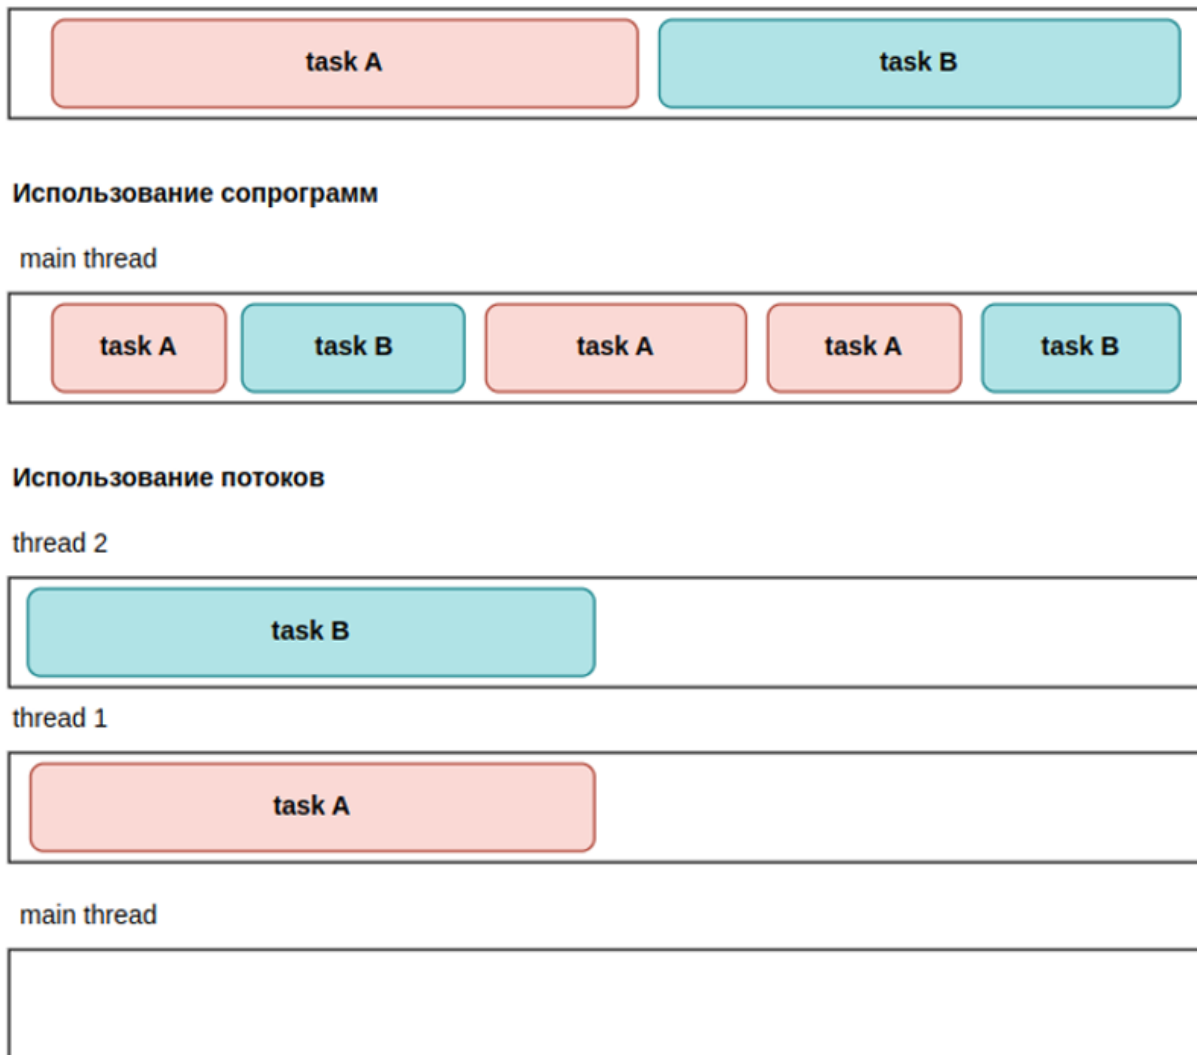 task A task B
Использование сопрограмм
main thread
task A task B task A task A task B
Использование потоков
thread 2
task B
thread 1
task A
main thread